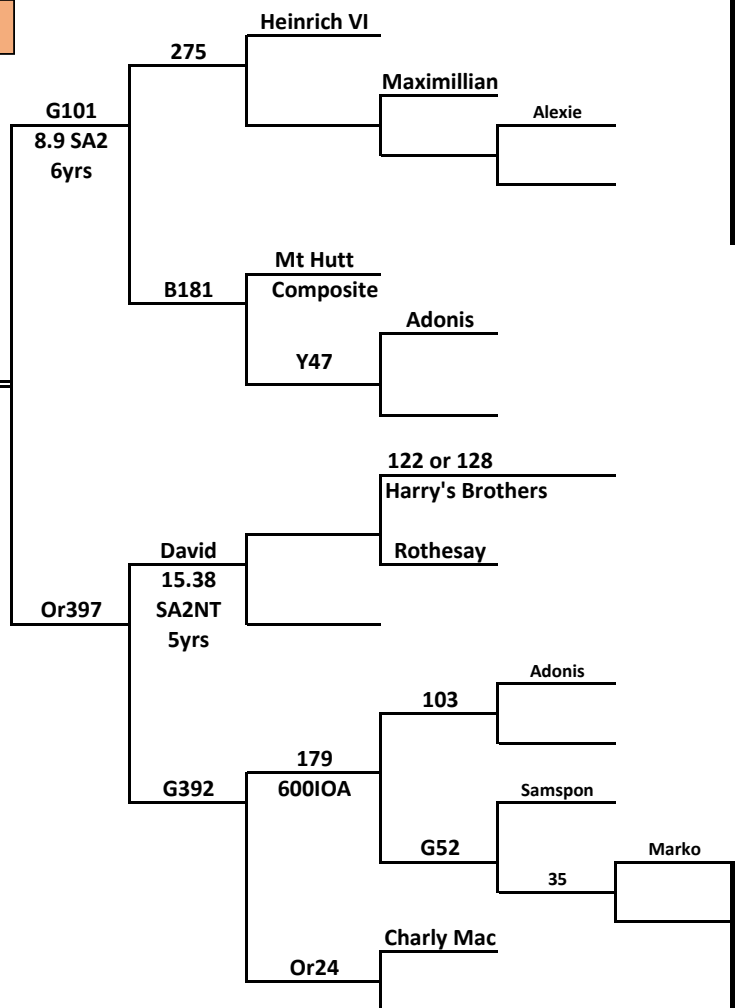 Heinrich VI
275
Maximillian
G101
Alexie
8.9 SA2
6yrs
Mt Hutt
B181
Composite
Adonis
Y47
122 or 128
Harry's Brothers
David
Rothesay
15.38
Or397
SA2NT
5yrs
Adonis
103
179
G392
600IOA
Samspon
G52
Marko
35
Charly Mac
Or24